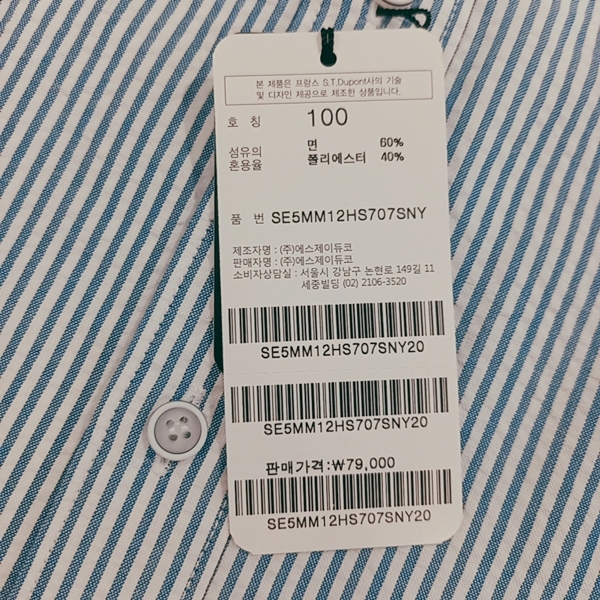 본 제품은 프랑스 S.T.Dupont사의 기술
및 디자인 제공으로 제조한 상품입니다.
호 칭 100
섬유의 면 60%
혼용율 폴리에스터 40%
품 번 SE5MM12HS707SNY
제조자명 : (주)에스제이듀코
판매자명 : (주)에스제이듀코
소비자상담실 : 서울시 강남구 논현로 149길 11
세중빌딩 (02) 2106-3520
SE5MM12HS707SNY20
SE5MM12HS707SNY20
판매가격:₩79,000
SE5MM12HS707SNY20